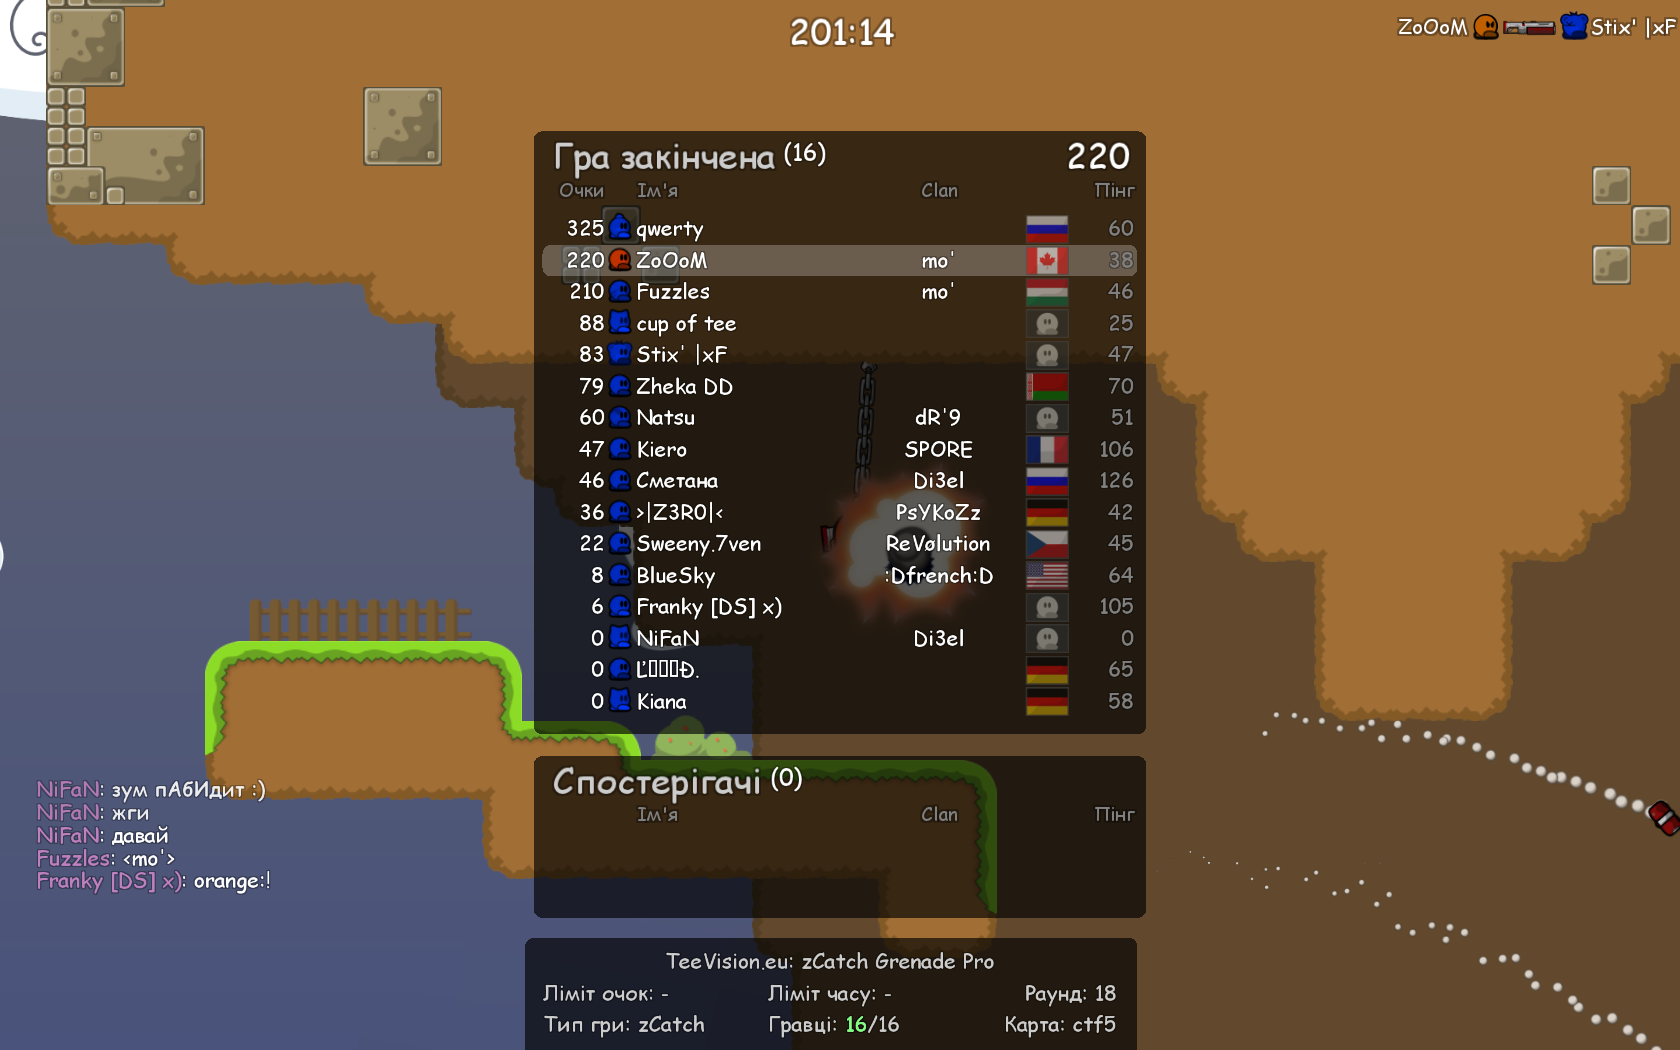 201:14
ZoOoM Stix' |xF
Гра закінчена (16) 220
Очки Ім'я Clan Пінг
325 qwerty 60
220 ZoOoM mo' 38
210 Fuzzles mo' 46
88 cup of tee 25
83 Stix' |xF 47
79 Zheka DD 70
60 Natsu dR'9 51
47 Kiero SPORE 106
46 Сметана Di3el 126
36 >|Z3R0|< PsYKoZz 42
22 Sweeny.7ven ReVølution 45
8 BlueSky :Dfrench:D 64
6 Franky [DS] x) 105
0 NiFaN Di3el 0
0 65
0 Kiana 58
Спостерігачі (0)
Ім'я Clan Пінг
NiFaN: зум пАбИдит :)
NiFaN: жги
NiFaN: давай
Fuzzles: <mo'>
Franky [DS] x): orange:!
TeeVision.eu: zCatch Grenade Pro
Ліміт очок: - Ліміт часу: - Раунд: 18
Тип гри: zCatch Гравці: 16/16 Карта: ctf5